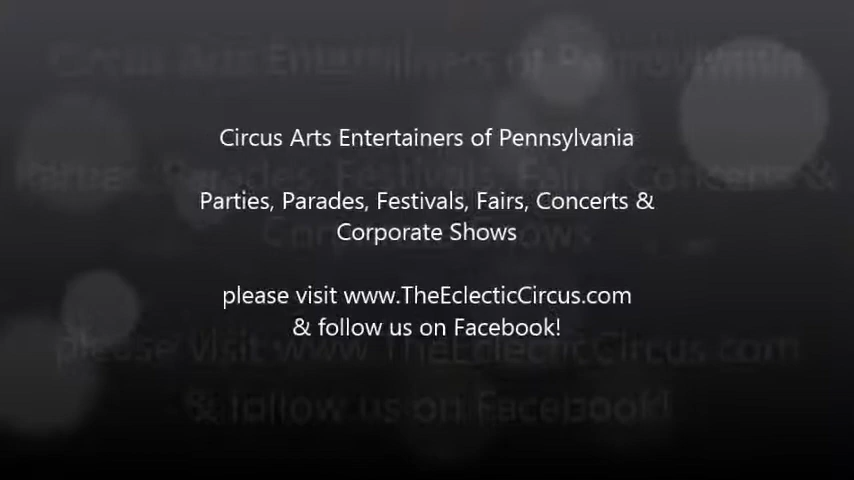 Circus Arts Entertainers of Pennsylvania
Parties, Parades, Festivals, Fairs, Concerts &
Corporate Shows
please visit www.TheEclecticCircus.com
& follow us on Facebook!